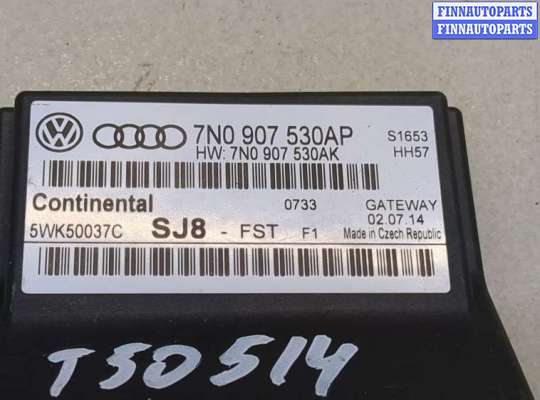 FINNAUTOPARTS
FINNAUTOPARTS
7N0 907 530AP S1653
HW: 7N0 907 530AK HH57
Continental 0733 GATEWAY
02.07.14
5WK50037C SJ8 - FST F1 Made in Czech Republic
T50514